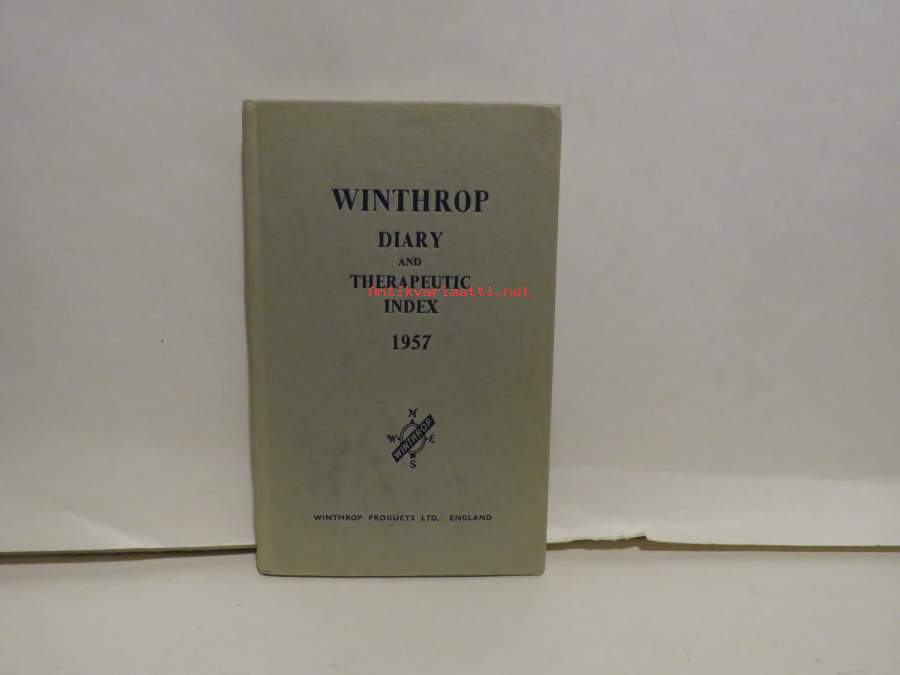 WINTHROP
DIARY
AND
THERAPEUTIC
Antikvariaatti.net
INDEX
1957
N
W WINTHROP E
S
WINTHROP PRODUCTS LTD. ENGLAND